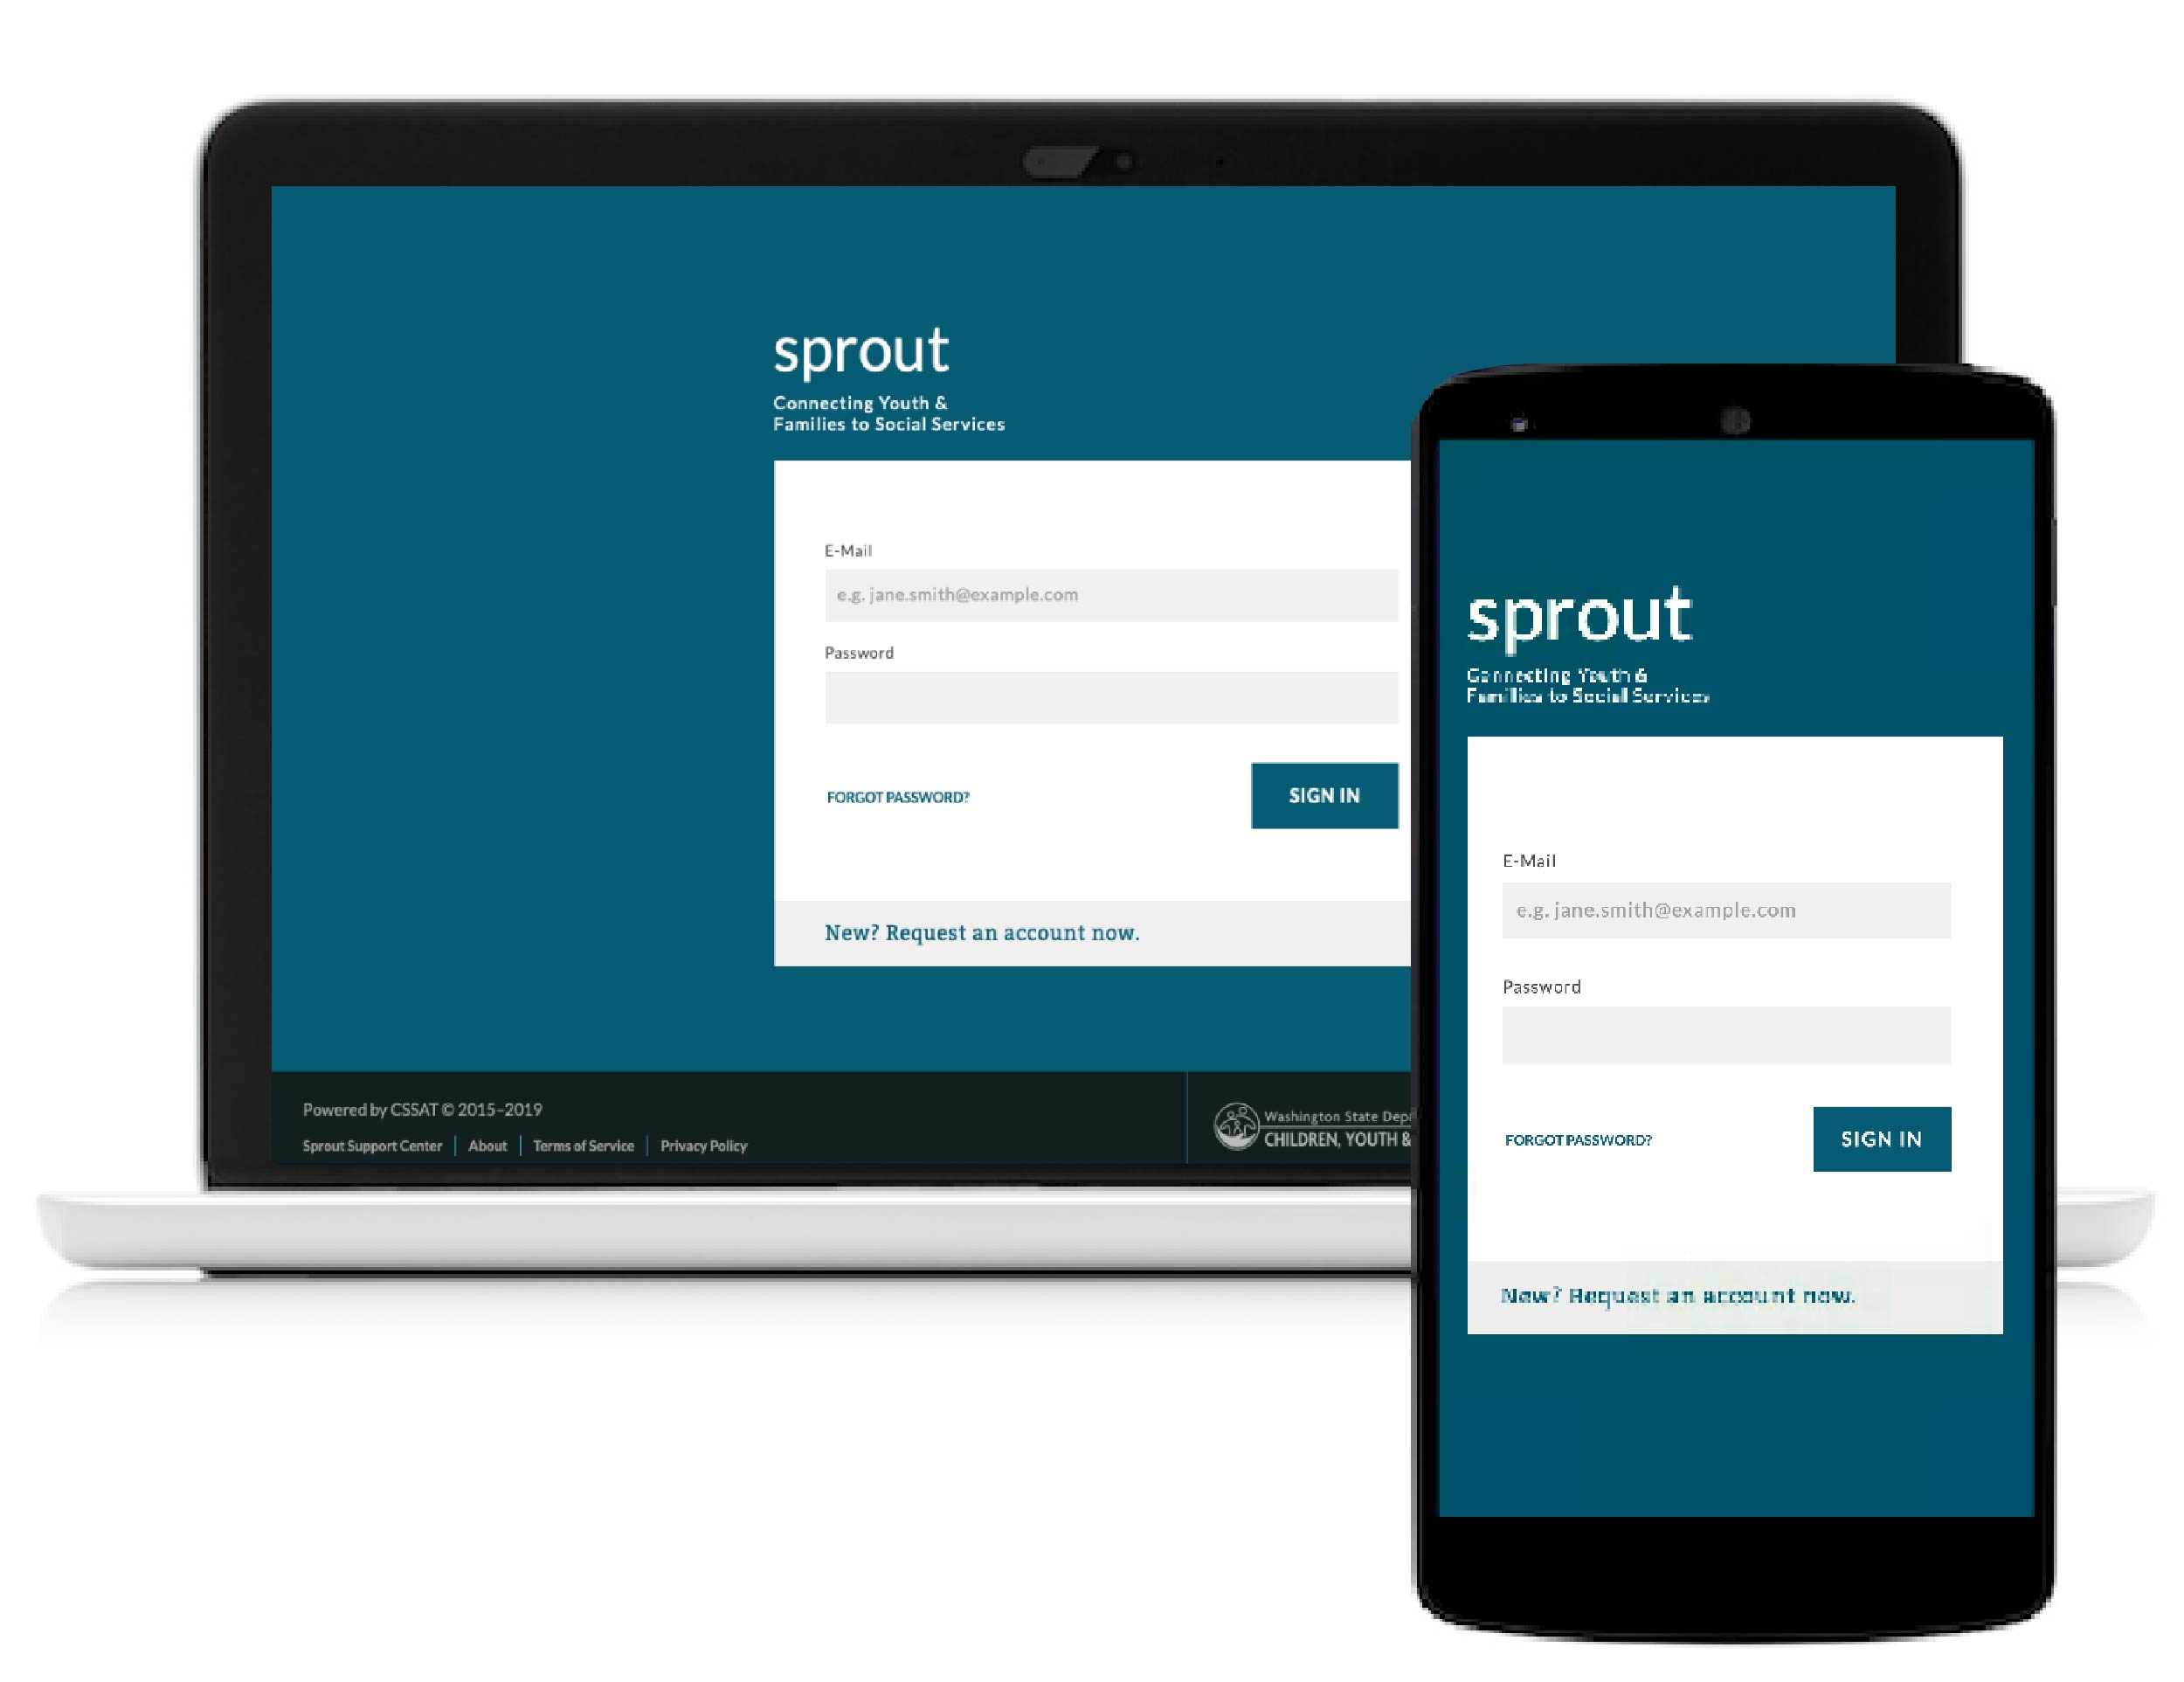 sprout
Connecting Youth &
Families to Social Services
E-Mail
e.g. jane.smith@example.com
Password
FORGOT PASSWORD?
SIGN IN
New? Request an account now.
Powered by CSSAT © 2015–2019
Sprout Support Center | About | Terms of Service | Privacy Policy
Washington State Dep
CHILDREN, YOUTH &
sprout
Connecting Youth &
Families to Social Services
E-Mail
e.g. jane.smith@example.com
Password
FORGOT PASSWORD?
SIGN IN
New? Request an account now.